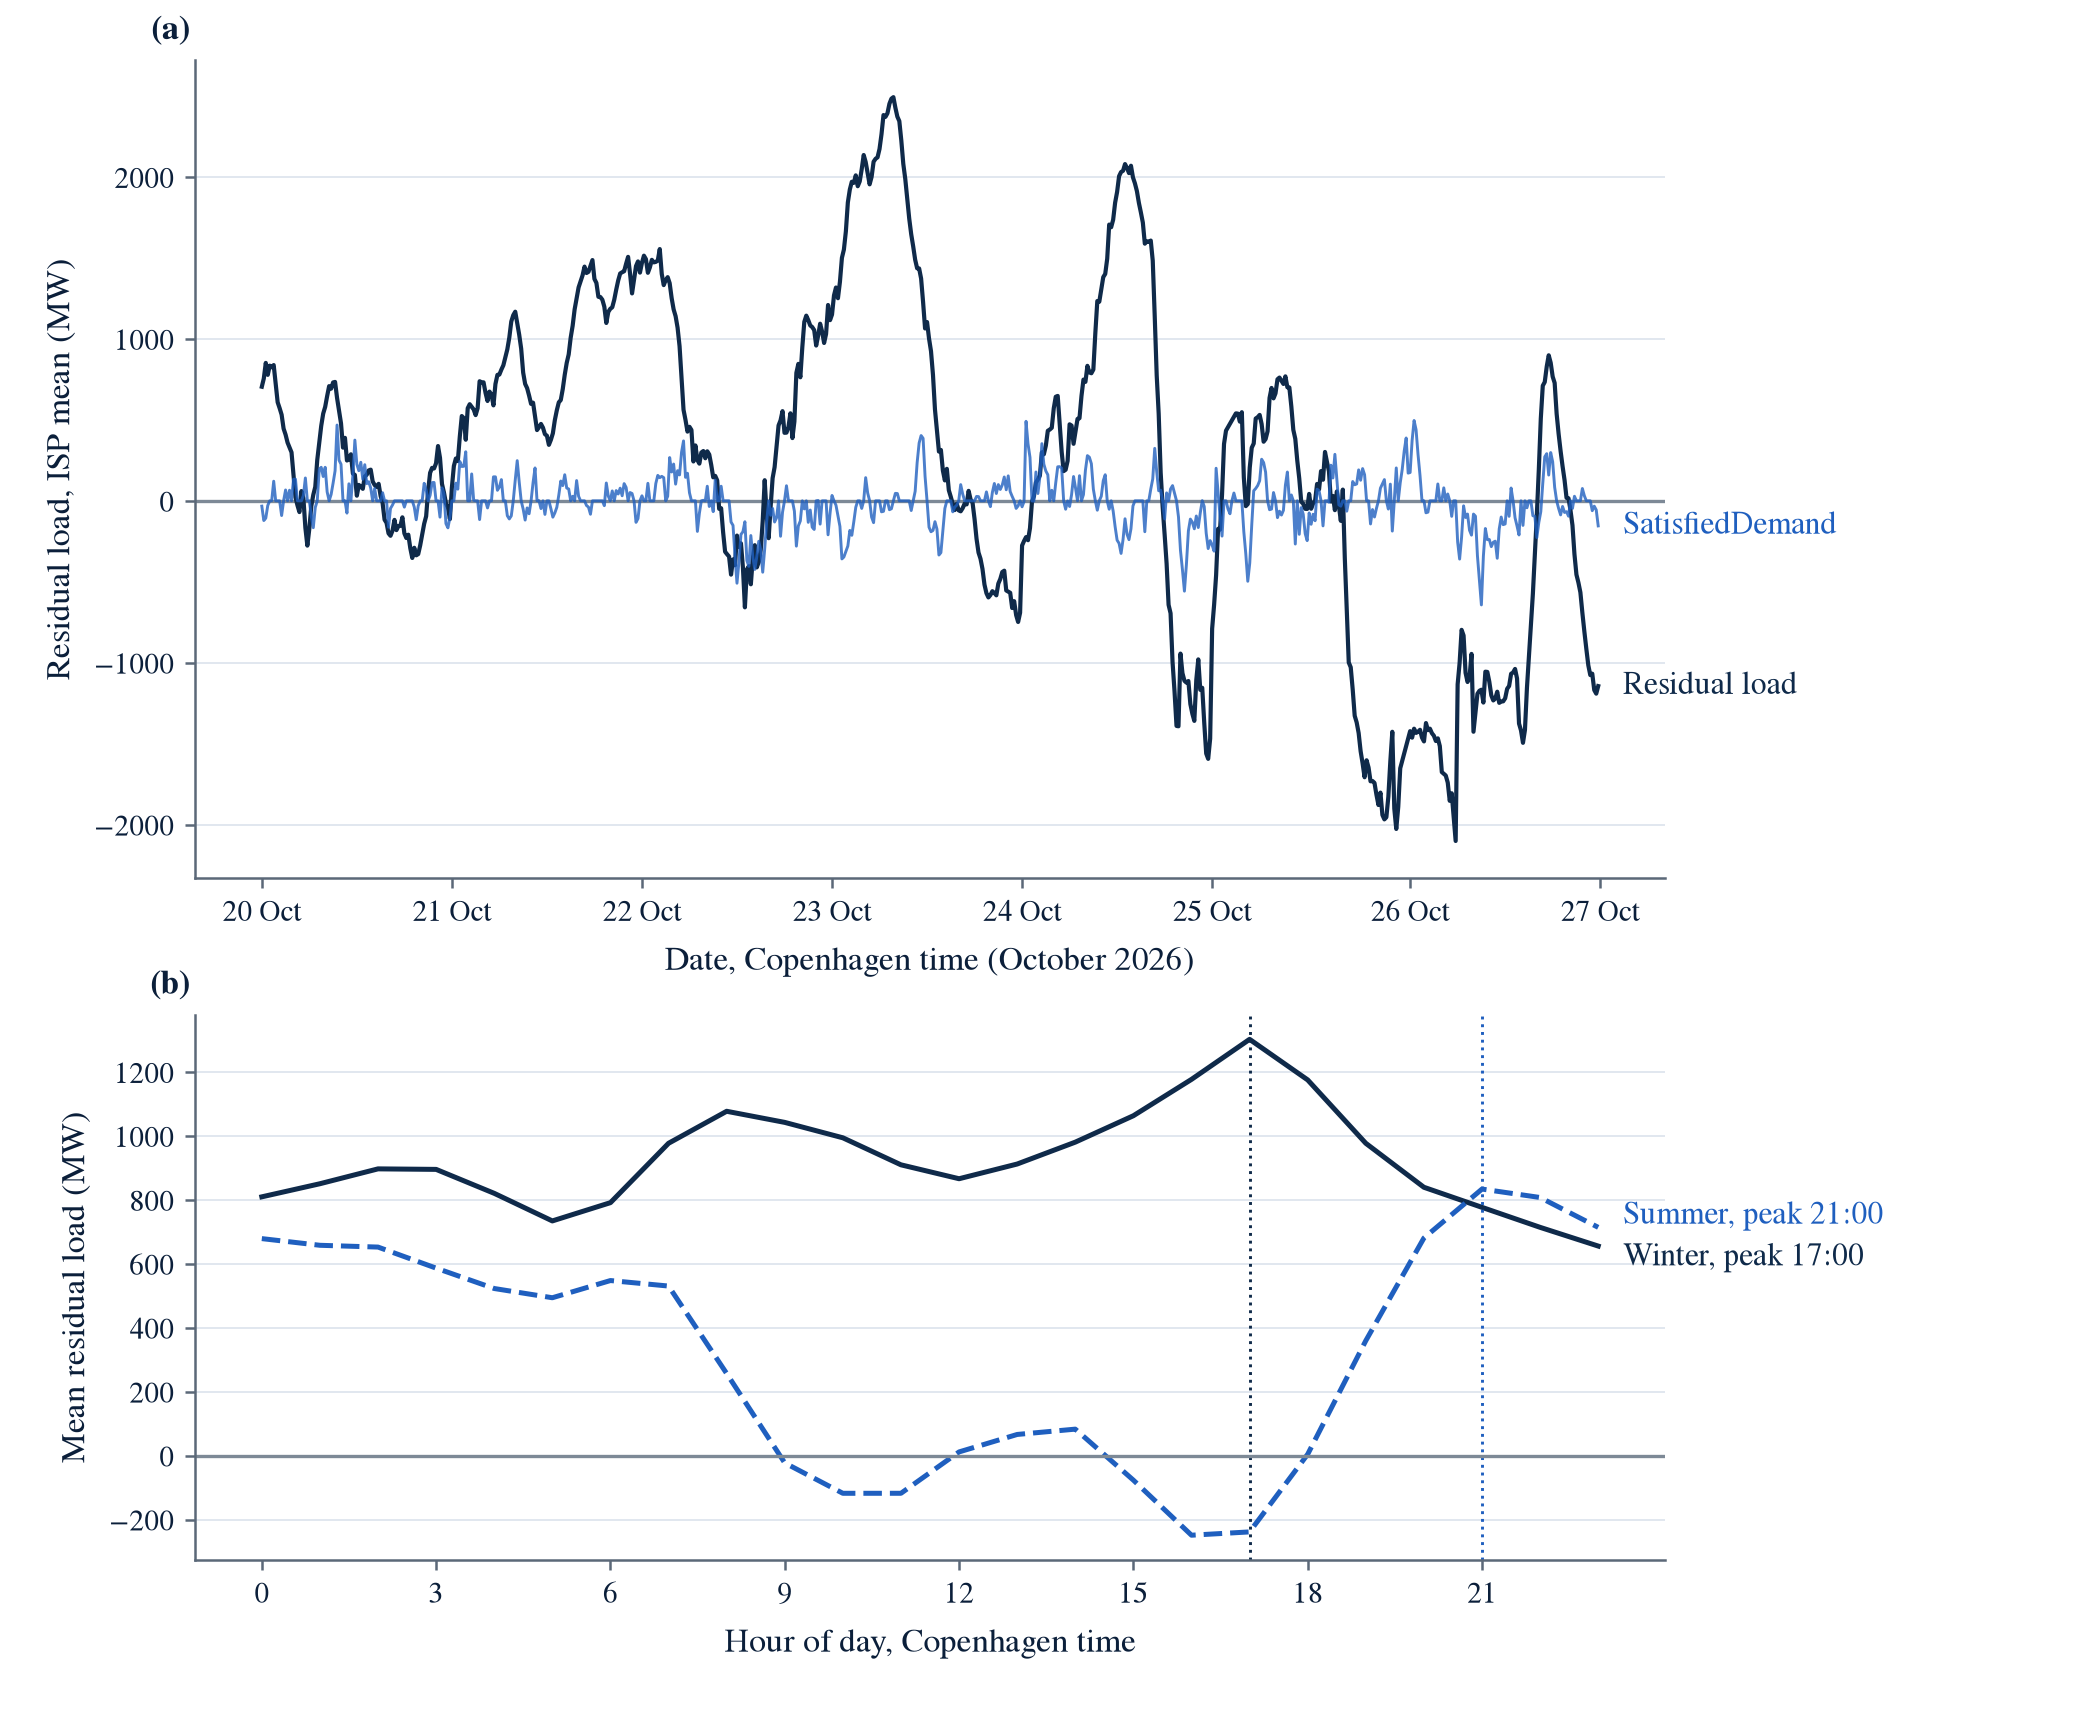 (a)
Residual load, ISP mean (MW)
2000
1000
0
−1000
−2000
SatisfiedDemand
Residual load
20 Oct 21 Oct 22 Oct 23 Oct 24 Oct 25 Oct 26 Oct 27 Oct
Date, Copenhagen time (October 2026)
(b)
Mean residual load (MW)
1200
1000
800
600
400
200
0
−200
Summer, peak 21:00
Winter, peak 17:00
0 3 6 9 12 15 18 21
Hour of day, Copenhagen time